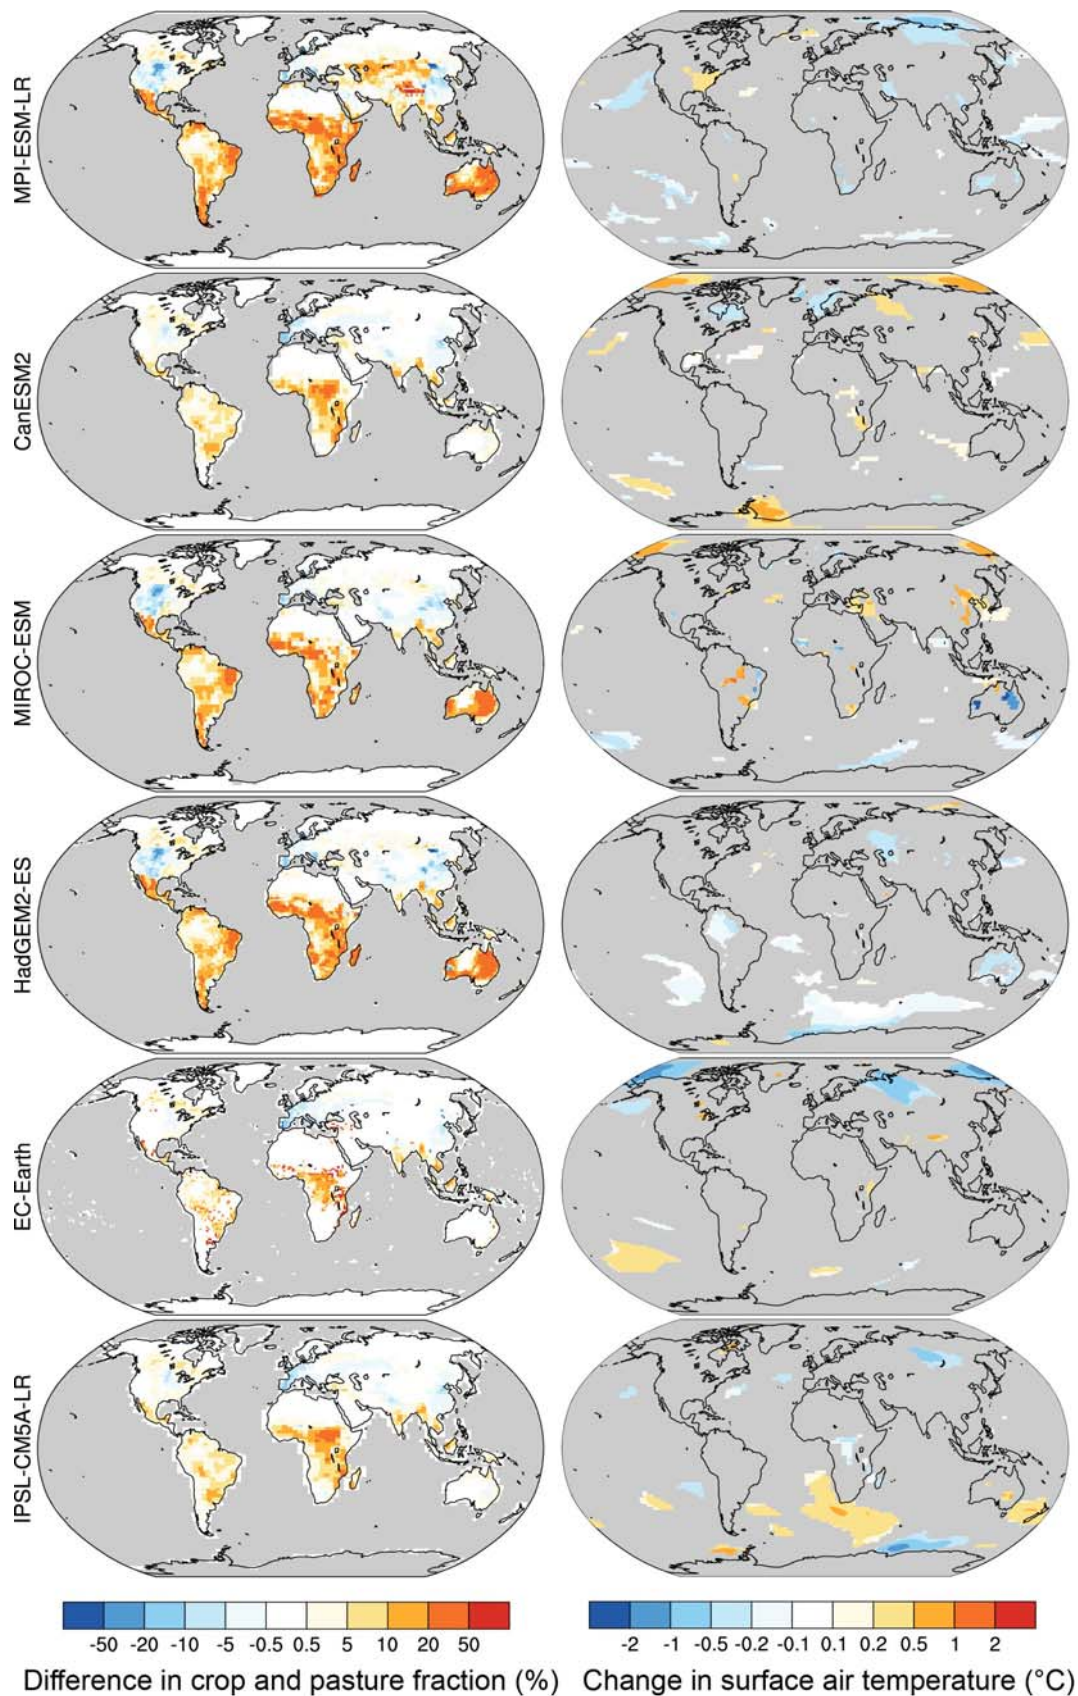 MPI-ESM-LR
CanESM2
MIROC-ESM
HadGEM2-ES
EC-Earth
IPSL-CM5A-LR
-50 -20 -10 -5 -0.5 0.5 5 10 20 50
Difference in crop and pasture fraction (%)
-2 -1 -0.5 -0.2 -0.1 0.1 0.2 0.5 1 2
Change in surface air temperature (°C)